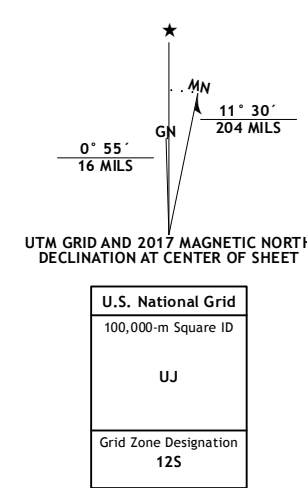 ★
MN
GN
11° 30´
204 MILS
0° 55´
16 MILS
UTM GRID AND 2017 MAGNETIC NORTH
DECLINATION AT CENTER OF SHEET
U.S. National Grid
100,000-m Square ID
UJ
Grid Zone Designation
12S